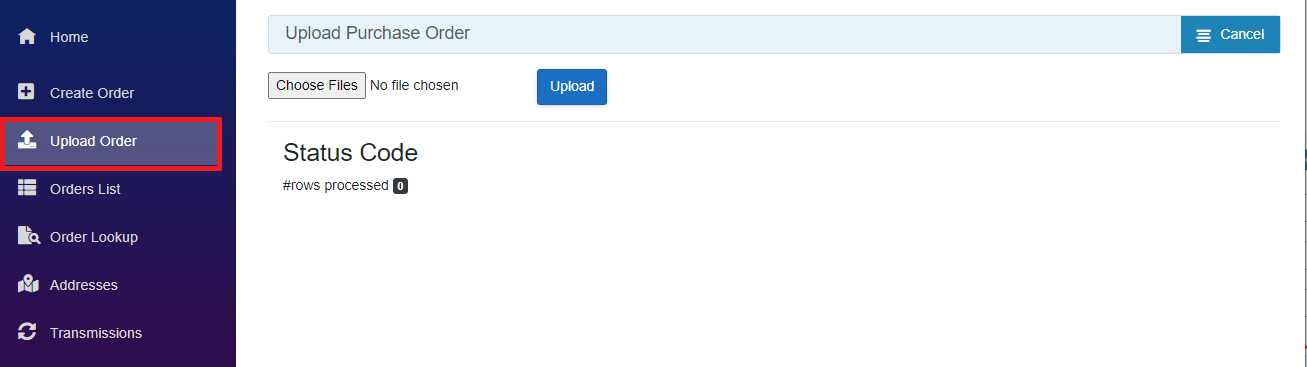 Home
Create Order
Upload Order
Orders List
Order Lookup
Addresses
Transmissions
Upload Purchase Order
Cancel
Choose Files No file chosen
Upload
Status Code
#rows processed 0